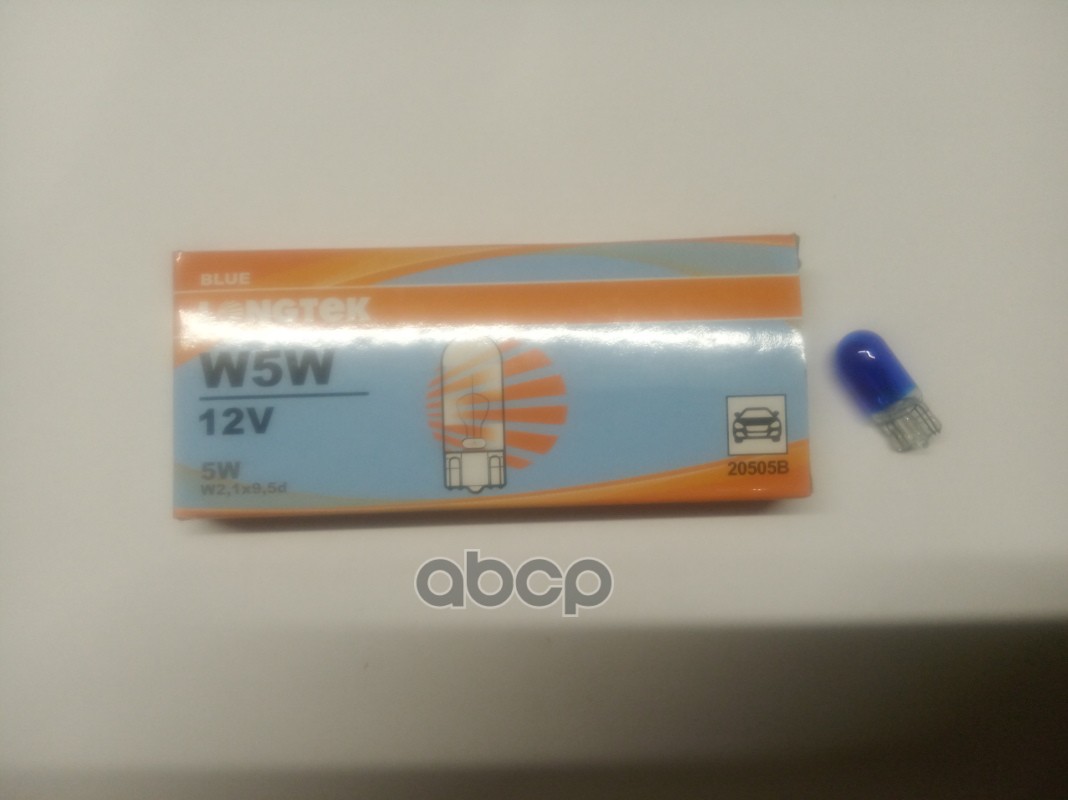 BLUE
LONGTEK
W5W
12V
5W
W2,1x9,5d
20505B
abcp